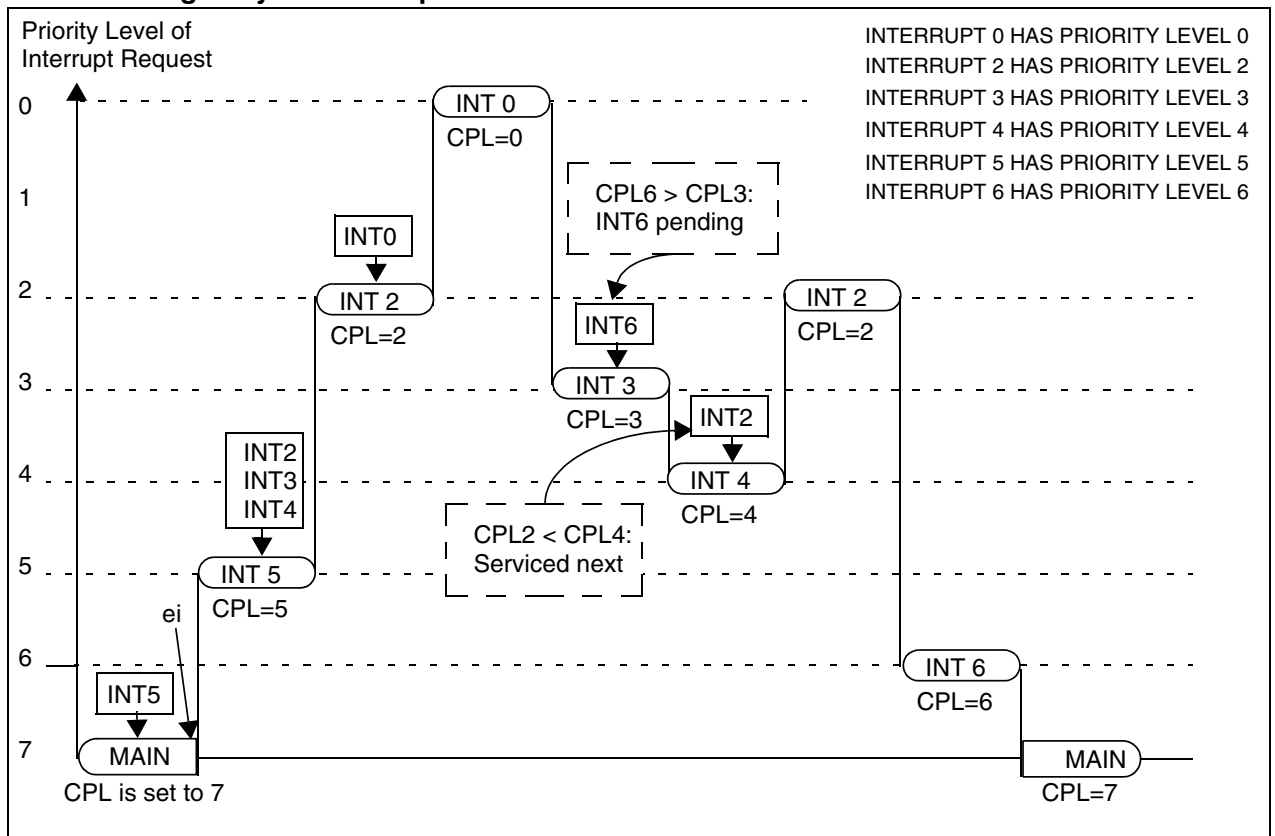 Priority Level of
Interrupt Request
INTERRUPT 0 HAS PRIORITY LEVEL 0
INTERRUPT 2 HAS PRIORITY LEVEL 2
INTERRUPT 3 HAS PRIORITY LEVEL 3
INTERRUPT 4 HAS PRIORITY LEVEL 4
INTERRUPT 5 HAS PRIORITY LEVEL 5
INTERRUPT 6 HAS PRIORITY LEVEL 6
0
INT 0
CPL=0
1
CPL6 > CPL3:
INT6 pending
INT0
2
INT 2
CPL=2
INT 2
CPL=2
INT6
3
INT 3
CPL=3
INT2
INT2
INT3
INT4
4
INT 4
CPL=4
CPL2 < CPL4:
Serviced next
5
INT 5
CPL=5
ei
6
INT 6
CPL=6
INT5
7
MAIN
CPL is set to 7
MAIN
CPL=7